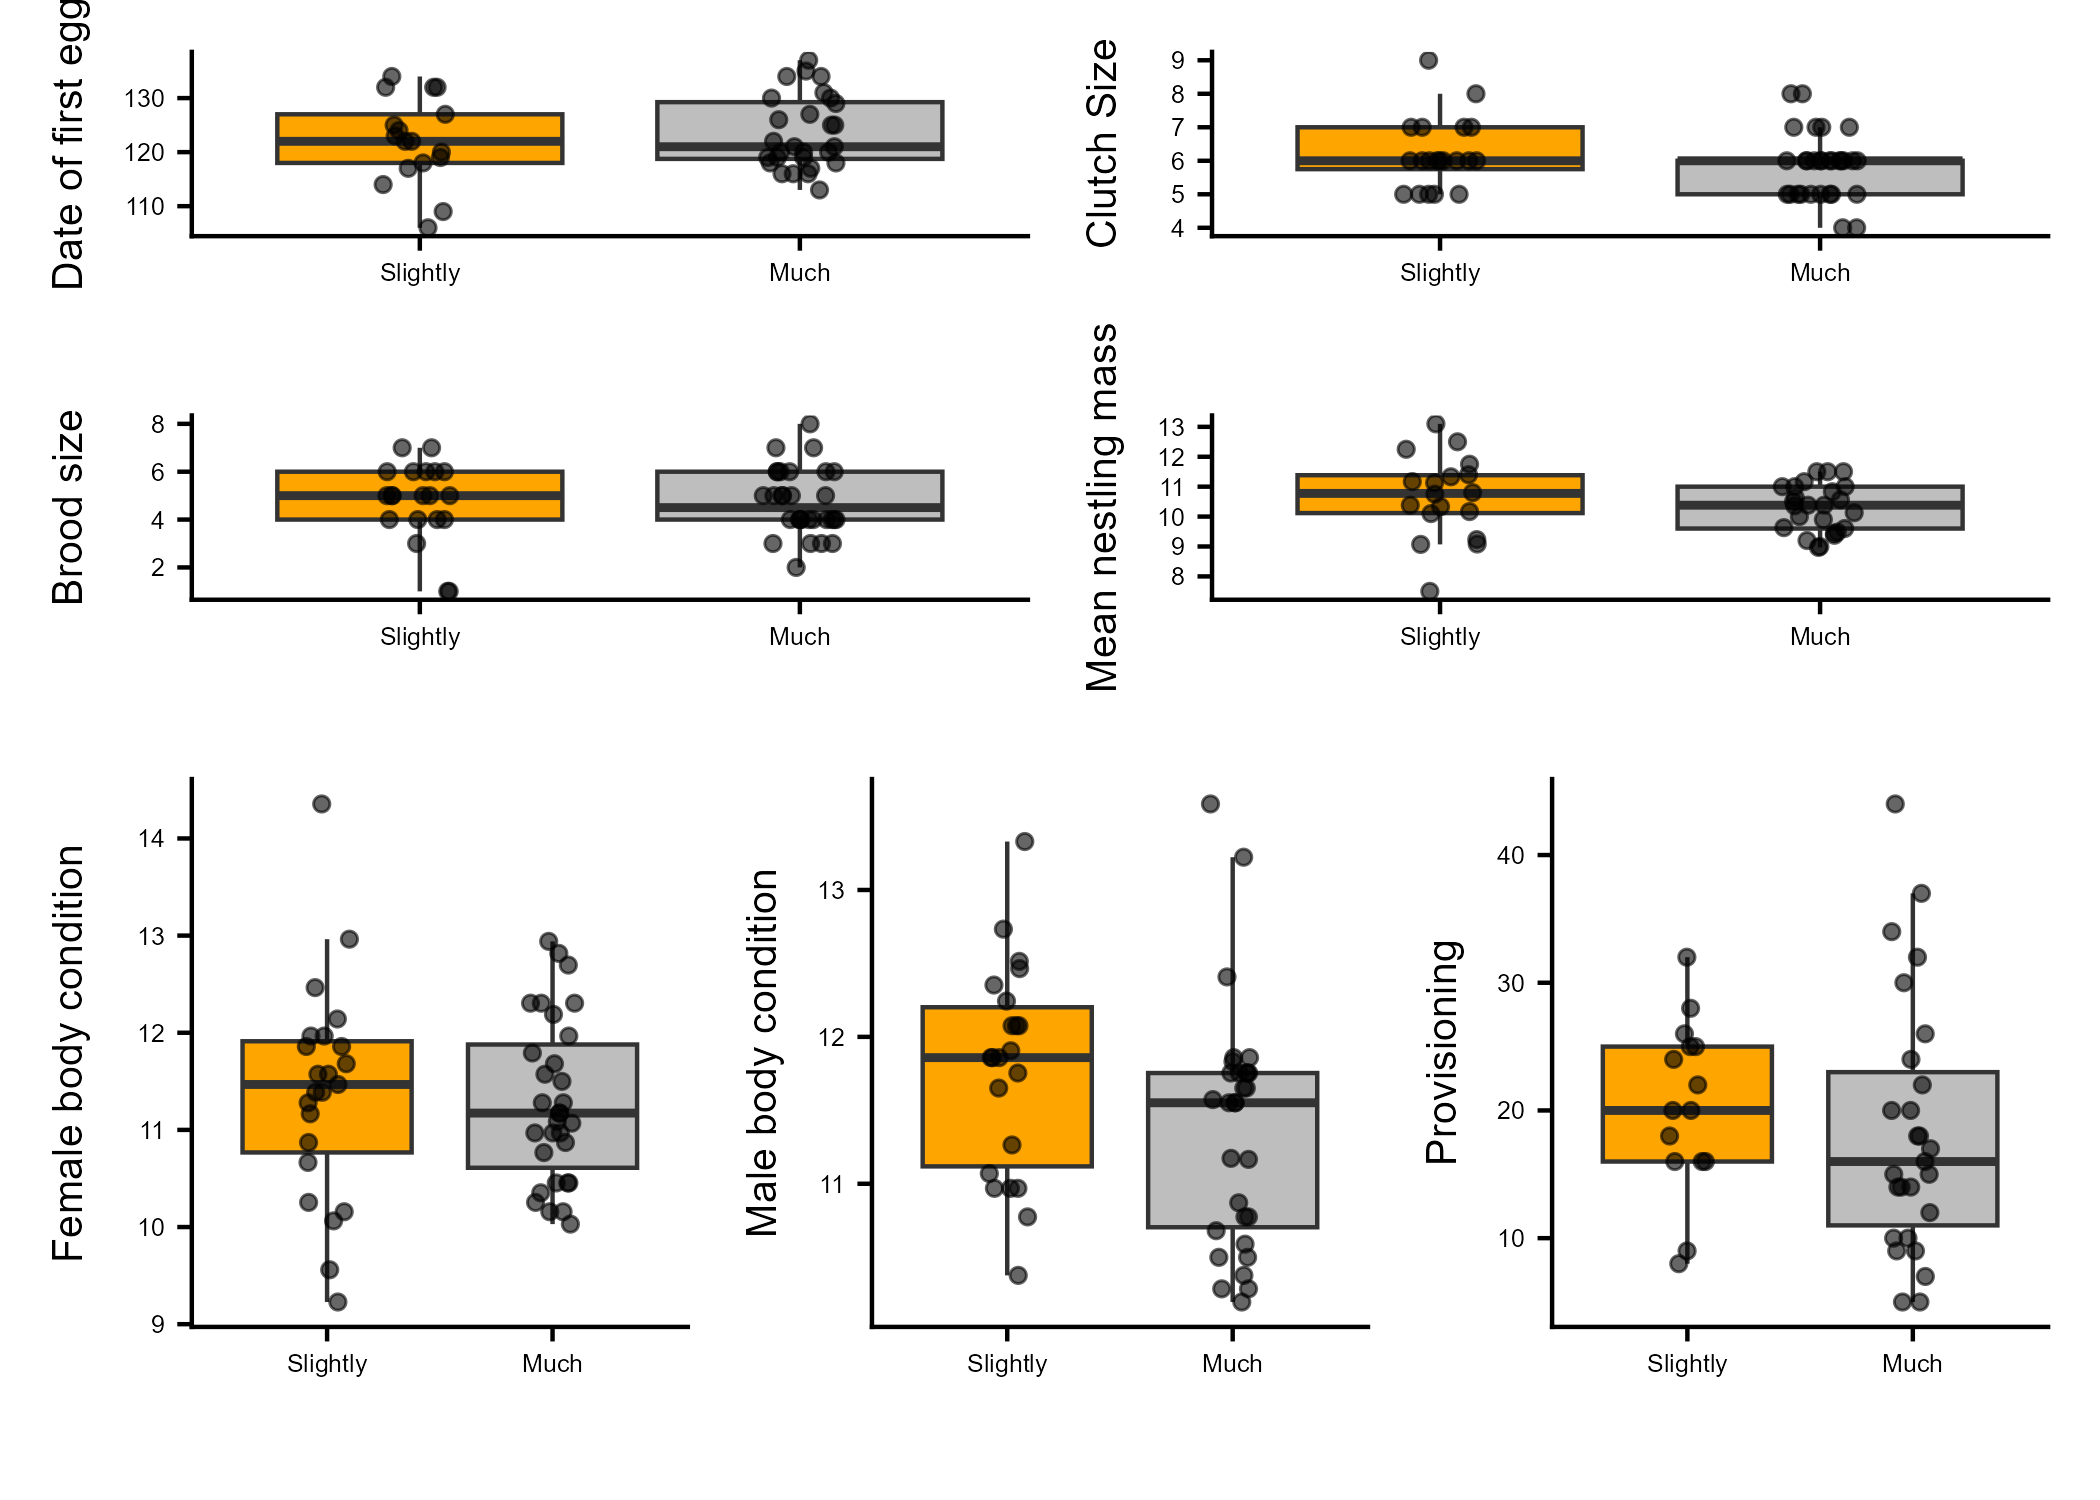 Date of first egg
130
120
110
Slightly
Much
Clutch Size
9
8
7
6
5
4
Slightly
Much
Brood size
8
6
4
2
Slightly
Much
Mean nestling mass
13
12
11
10
9
8
Slightly
Much
Female body condition
14
13
12
11
10
9
Slightly
Much
Male body condition
13
12
11
Slightly
Much
Provisioning
40
30
20
10
Slightly
Much